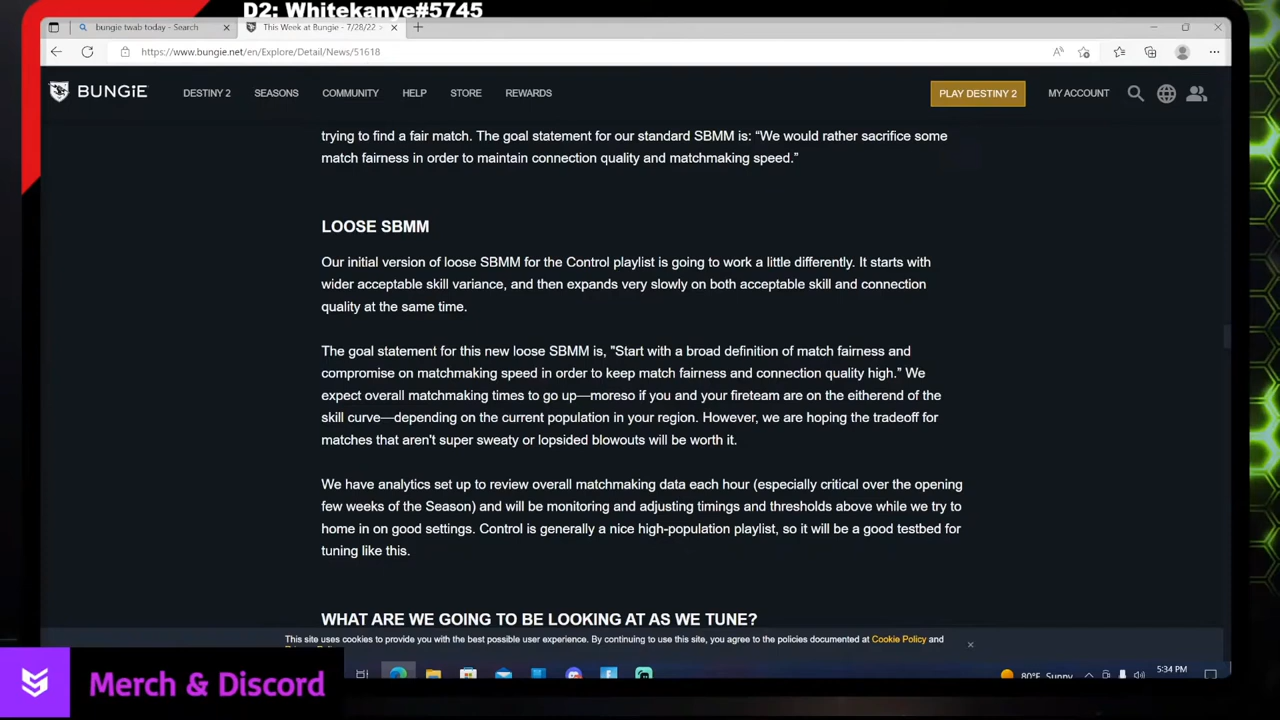 D2: Whitekanye#5745
bungie twab today - Search
This Week at Bungie - 7/28/22 >
https://www.bungie.net/en/Explore/Detail/News/51618
BUNGiE
DESTINY 2
SEASONS
COMMUNITY
HELP
STORE
REWARDS
PLAY DESTINY 2
MY ACCOUNT
trying to find a fair match. The goal statement for our standard SBMM is: “We would rather sacrifice some
match fairness in order to maintain connection quality and matchmaking speed.”
LOOSE SBMM
Our initial version of loose SBMM for the Control playlist is going to work a little differently. It starts with
wider acceptable skill variance, and then expands very slowly on both acceptable skill and connection
quality at the same time.
The goal statement for this new loose SBMM is, "Start with a broad definition of match fairness and
compromise on matchmaking speed in order to keep match fairness and connection quality high.” We
expect overall matchmaking times to go up—moreso if you and your fireteam are on the eitherend of the
skill curve—depending on the current population in your region. However, we are hoping the tradeoff for
matches that aren't super sweaty or lopsided blowouts will be worth it.
We have analytics set up to review overall matchmaking data each hour (especially critical over the opening
few weeks of the Season) and will be monitoring and adjusting timings and thresholds above while we try to
home in on good settings. Control is generally a nice high-population playlist, so it will be a good testbed for
tuning like this.
WHAT ARE WE GOING TO BE LOOKING AT AS WE TUNE?
This site uses cookies to provide you with the best possible user experience. By continuing to use this site, you agree to the policies documented at Cookie Policy and
80°F Sunny
5:34 PM
Merch & Discord